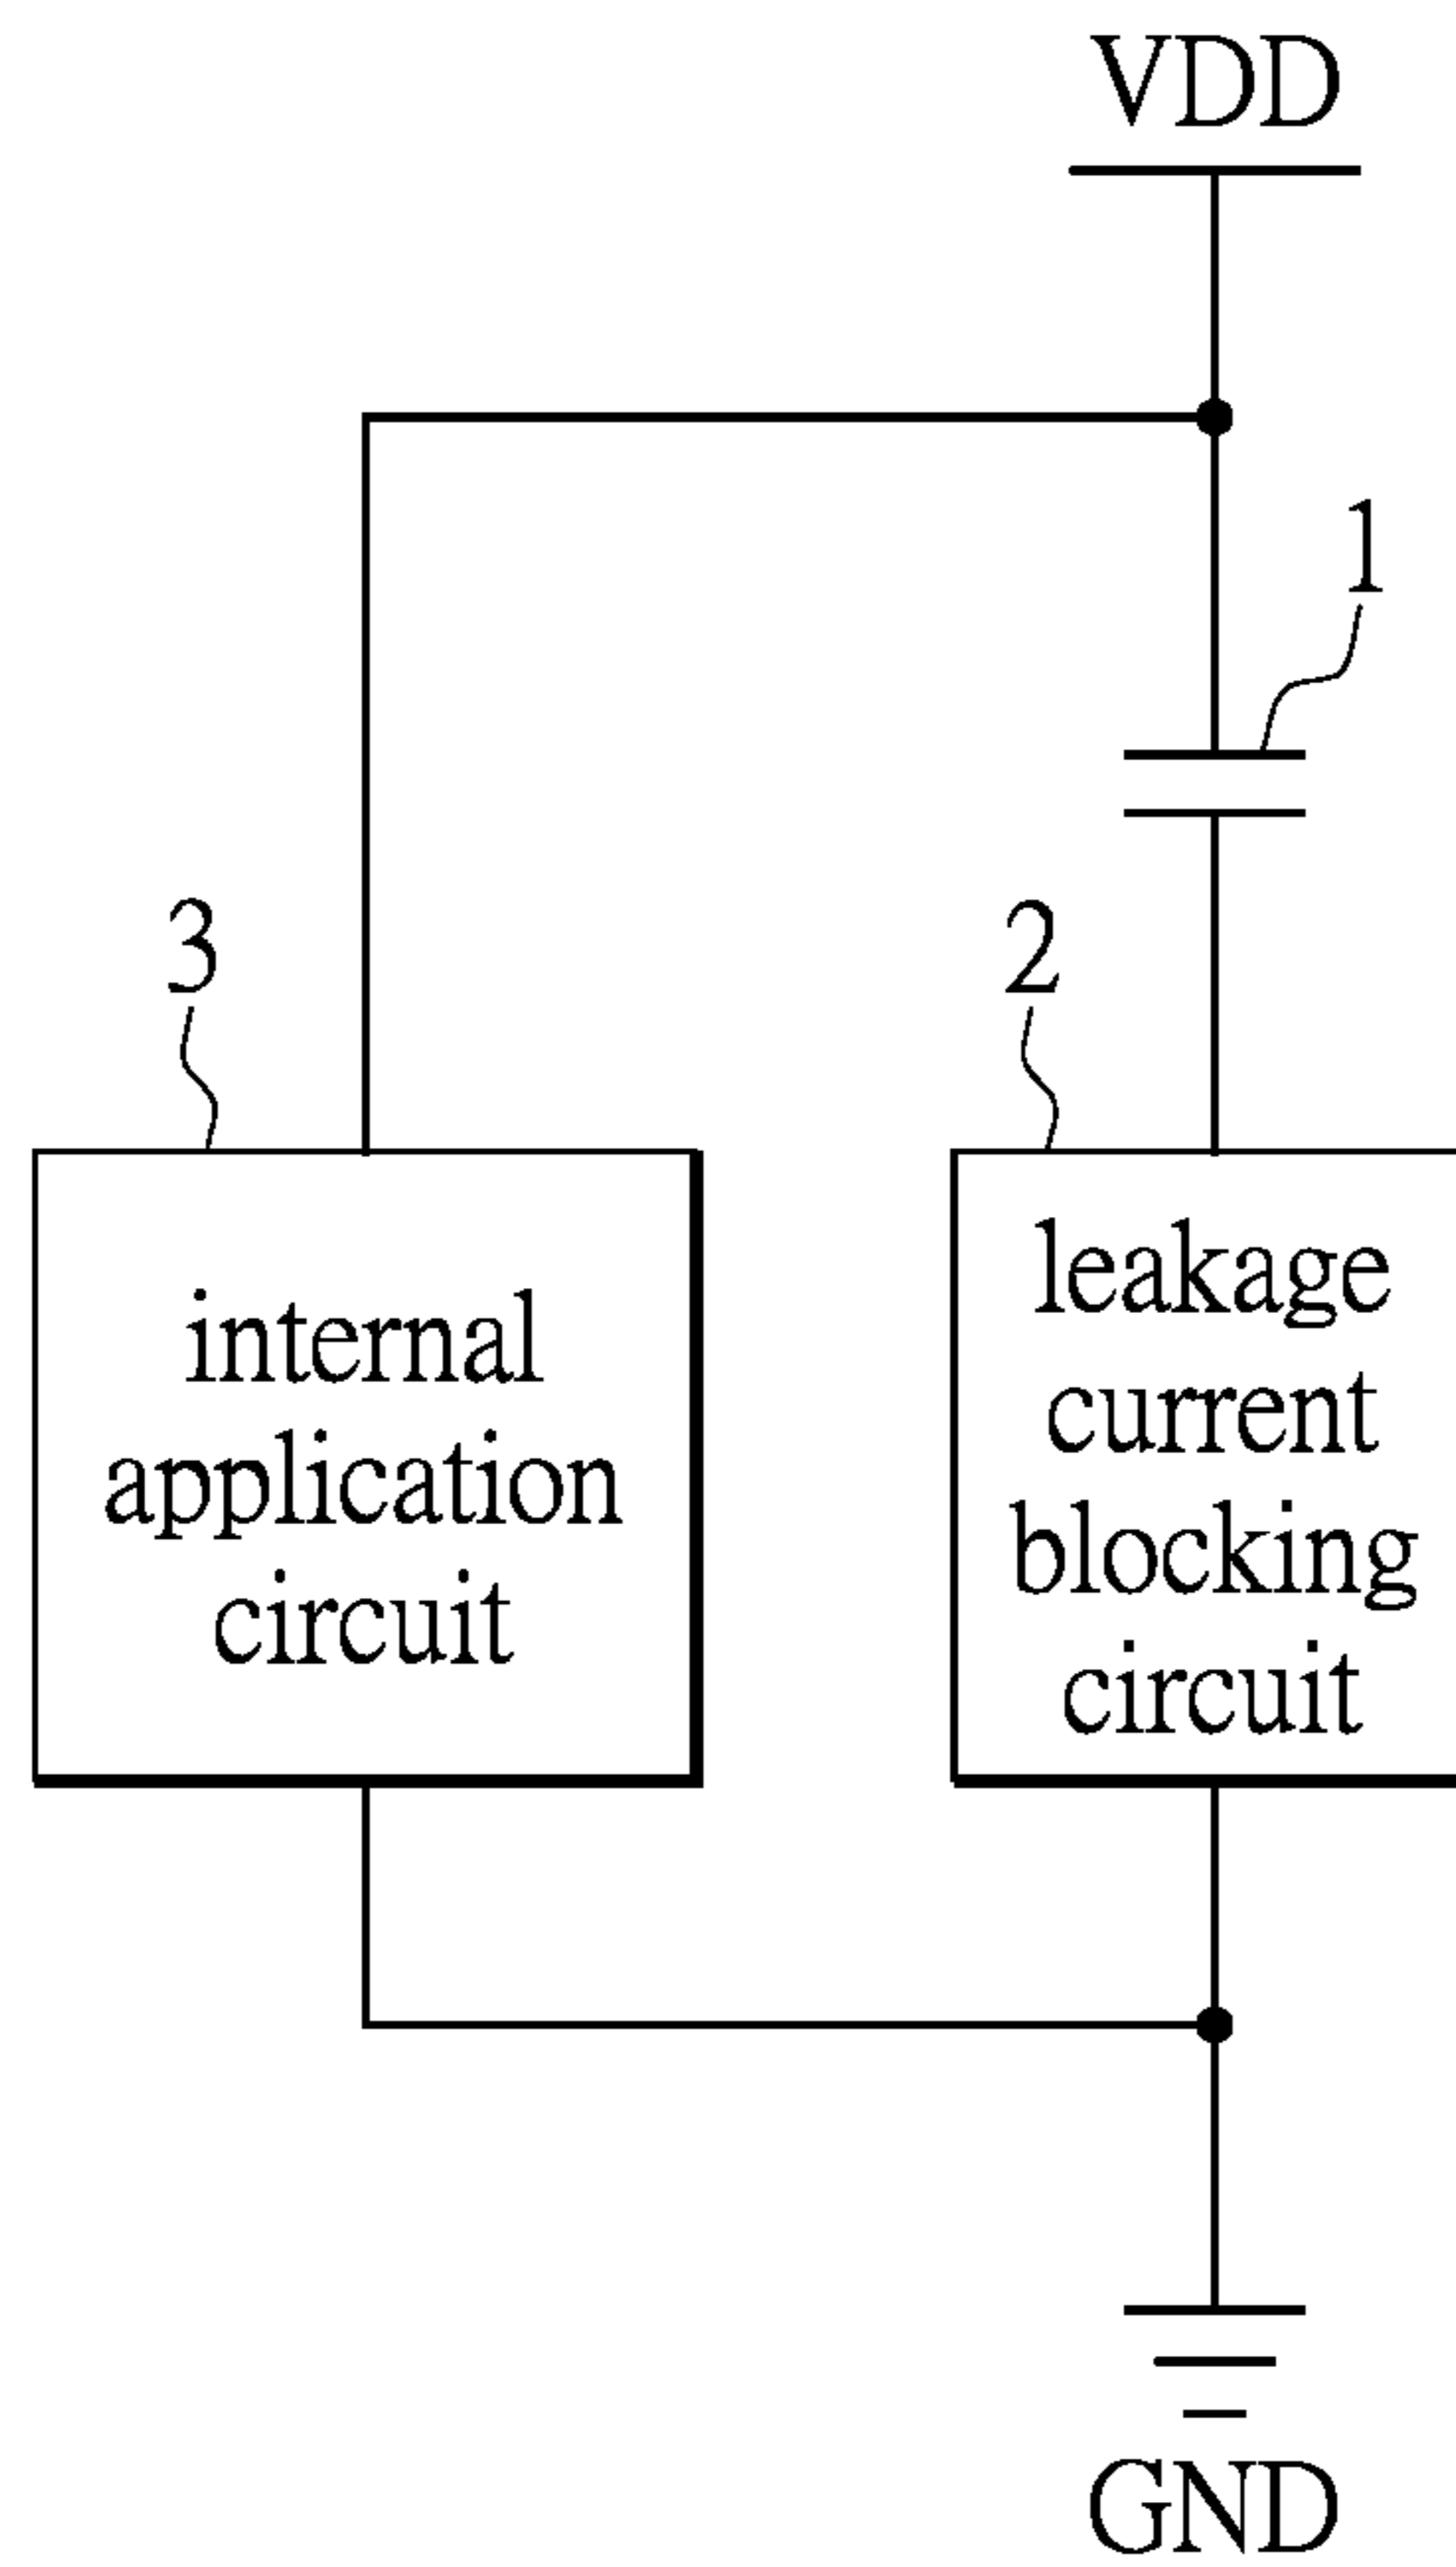 VDD
1
3
2
internal
application
circuit
leakage
current
blocking
circuit
GND